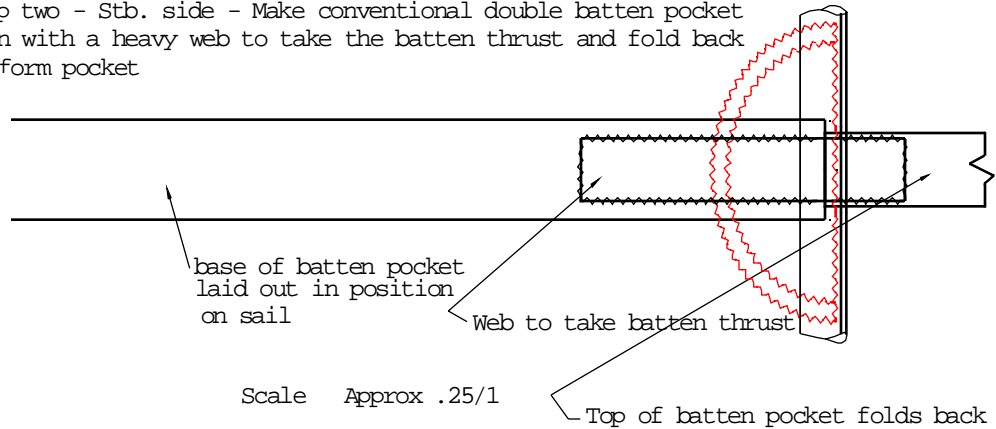 two - Stb. side - Make conventional double batten pocket
with a heavy web to take the batten thrust and fold back
form pocket
base of batten pocket
laid out in position
on sail
Web to take batten thrust
Scale Approx .25/1
Top of batten pocket folds back